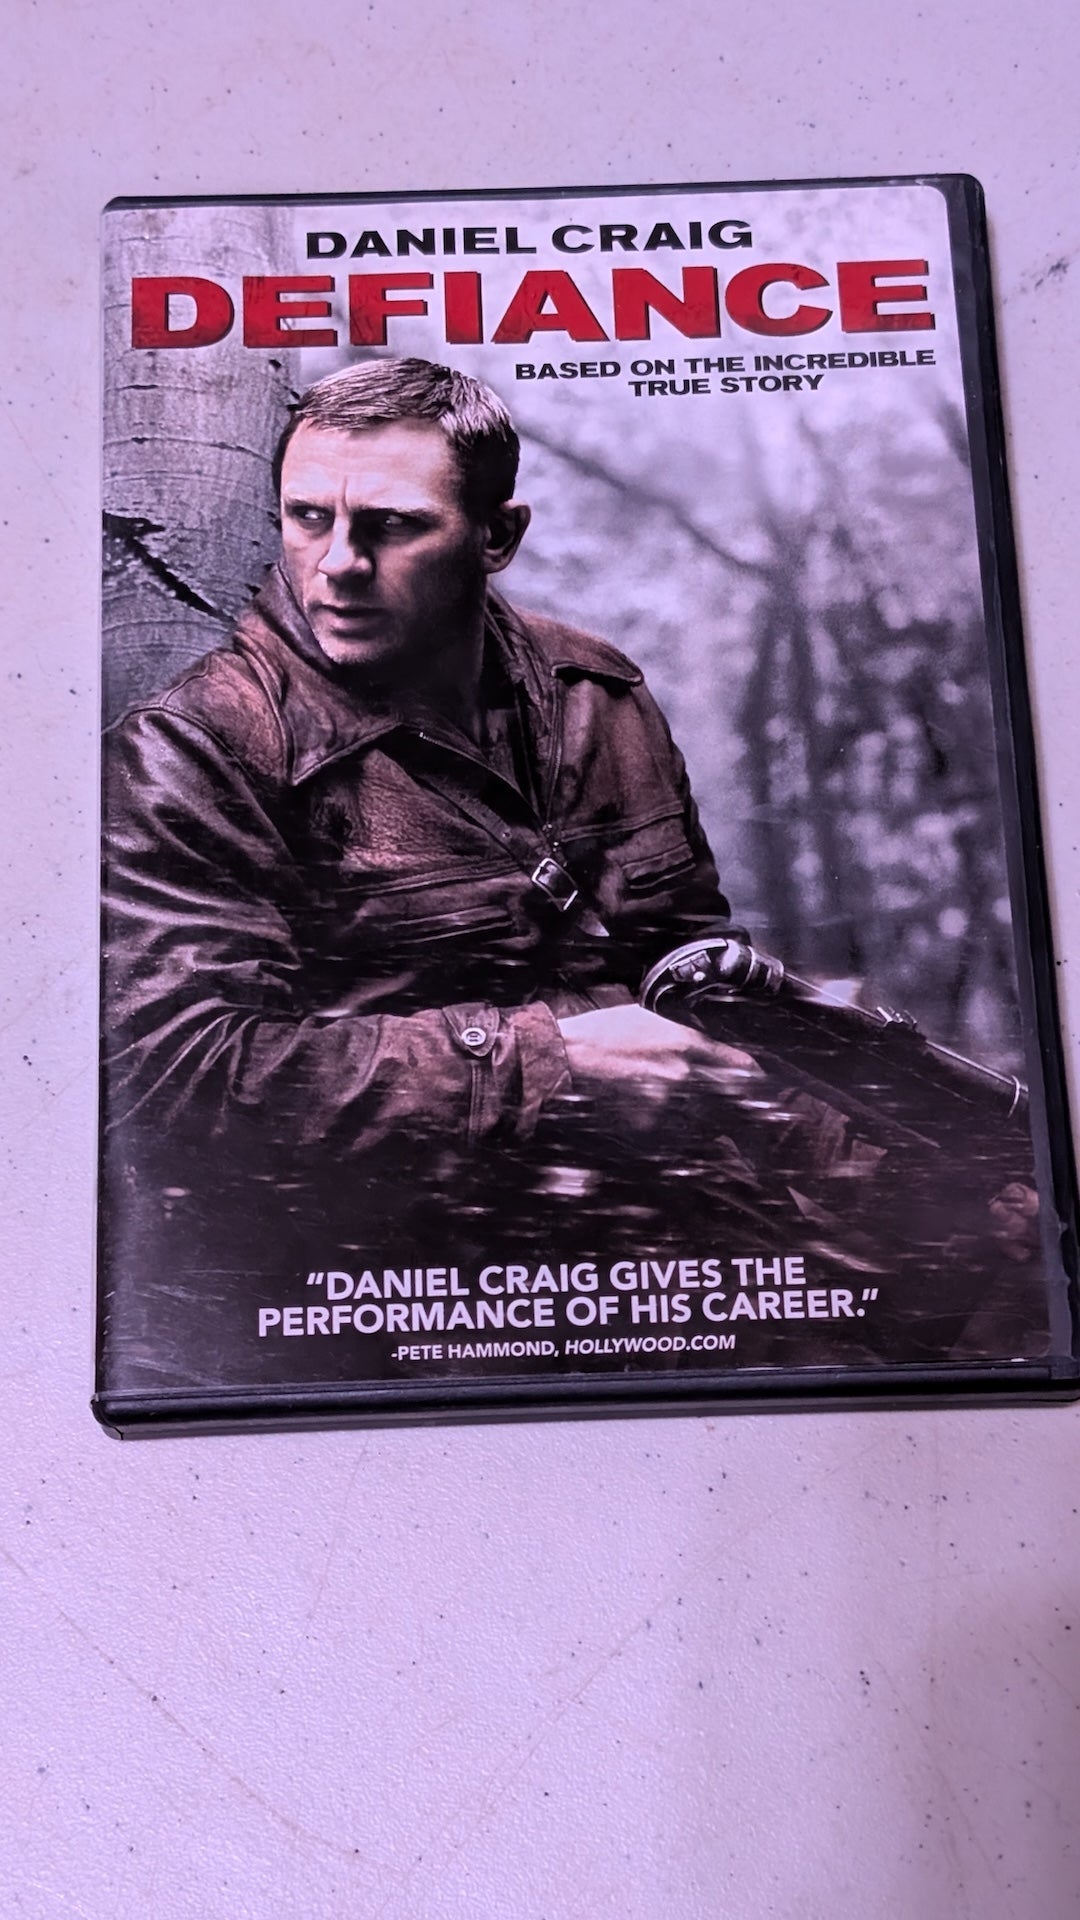 DANIEL CRAIG
DEFIANCE
BASED ON THE INCREDIBLE
TRUE STORY
"DANIEL CRAIG GIVES THE
PERFORMANCE OF HIS CAREER."
-PETE HAMMOND, HOLLYWOOD.COM